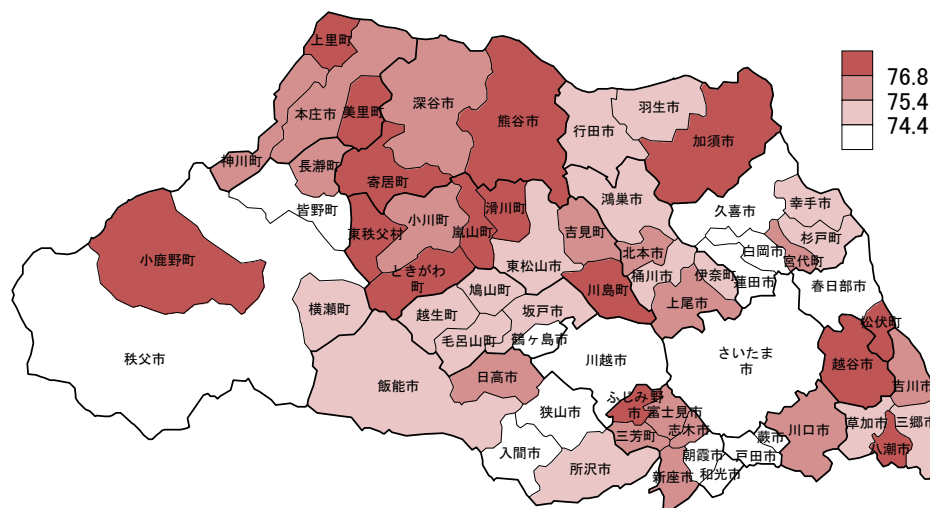 上里町
76.8
75.4
74.4
本庄市
美里町
深谷市
熊谷市
行田市
羽生市
加須市
神川町
長瀞町
寄居町
皆野町
小川町
嵐山町
滑川町
吉見町
鴻巣市
久喜市
幸手市
杉戸町
宮代町
白岡市
蓮田市
春日部市
東秩父村
小鹿野町
ときがわ
町
東松山市
川島町
北本市
桶川市
伊奈町
上尾市
鳩山町
横瀬町
越生町
坂戸市
毛呂山町
鶴ヶ島市
秩父市
飯能市
日高市
川越市
さいたま
市
松伏町
越谷市
吉川市
狭山市
ふじみ野
市
富士見市
志木市
三芳町
入間市
所沢市
新座市
朝霞市
和光市
戸田市
蕨市
川口市
草加市
八潮市
三郷市